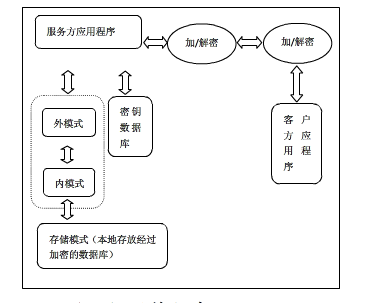 服务方应用程序
加/解密
加/解密
外模式
密 钥
数 据
库
客 户
方 应
用 程
序
内模式
存储模式（本地存放经过
加密的数据库）